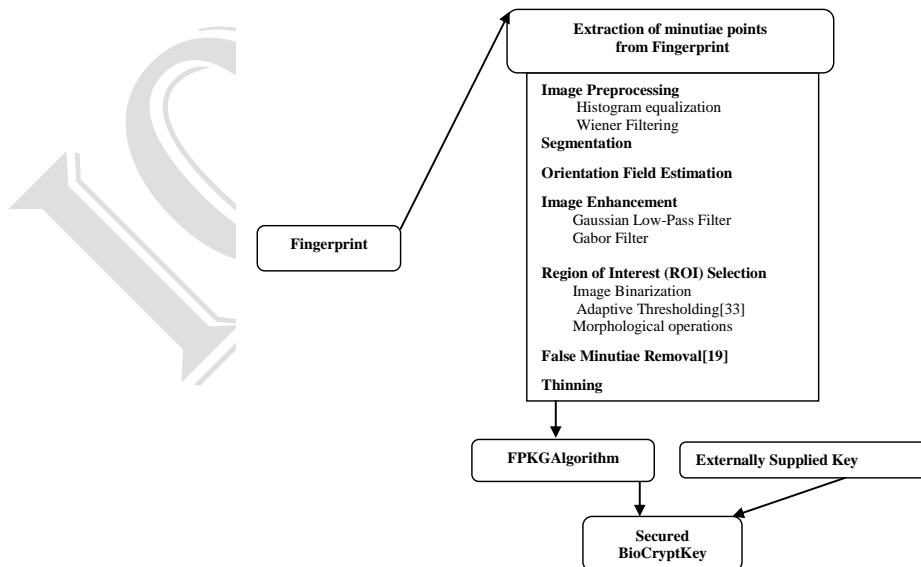 Extraction of minutiae points
from Fingerprint
Image Preprocessing
Histogram equalization
Wiener Filtering
Segmentation
Orientation Field Estimation
Image Enhancement
Gaussian Low-Pass Filter
Gabor Filter
Fingerprint
Region of Interest (ROI) Selection
Image Binarization
Adaptive Thresholding[33]
Morphological operations
False Minutiae Removal[19]
Thinning
FPKGAlgorithm
Externally Supplied Key
Secured
BioCryptKey